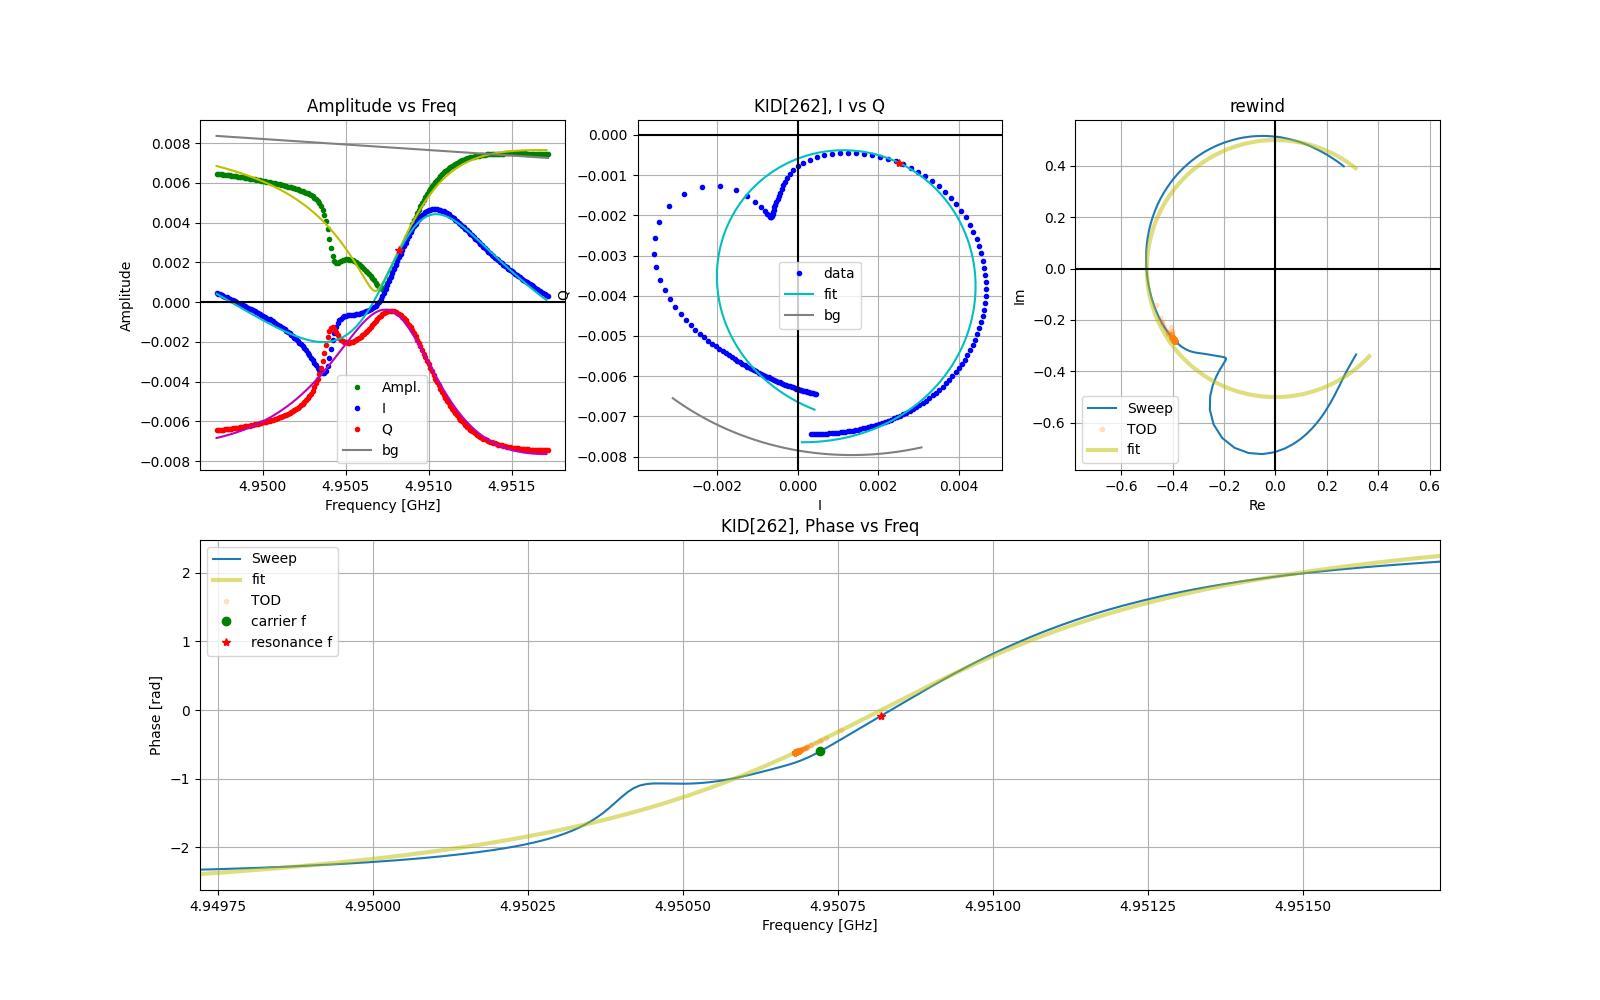 Amplitude vs Freq
KID[262], I vs Q
rewind
0.008
0.006
0.004
0.002
0.000
−0.002
−0.004
−0.006
−0.008
Amplitude
4.9500
4.9505
4.9510
4.9515
Frequency [GHz]
Ampl.
I
Q
bg
0.000
−0.001
−0.002
−0.003
−0.004
−0.005
−0.006
−0.007
−0.008
Q
−0.002
0.000
0.002
0.004
I
data
fit
bg
0.4
0.2
0.0
−0.2
−0.4
−0.6
Im
−0.6
−0.4
−0.2
0.0
0.2
0.4
0.6
Re
Sweep
TOD
fit
KID[262], Phase vs Freq
2
1
0
−1
−2
Phase [rad]
Sweep
fit
TOD
carrier f
resonance f
4.94975
4.95000
4.95025
4.95050
4.95075
4.95100
4.95125
4.95150
Frequency [GHz]